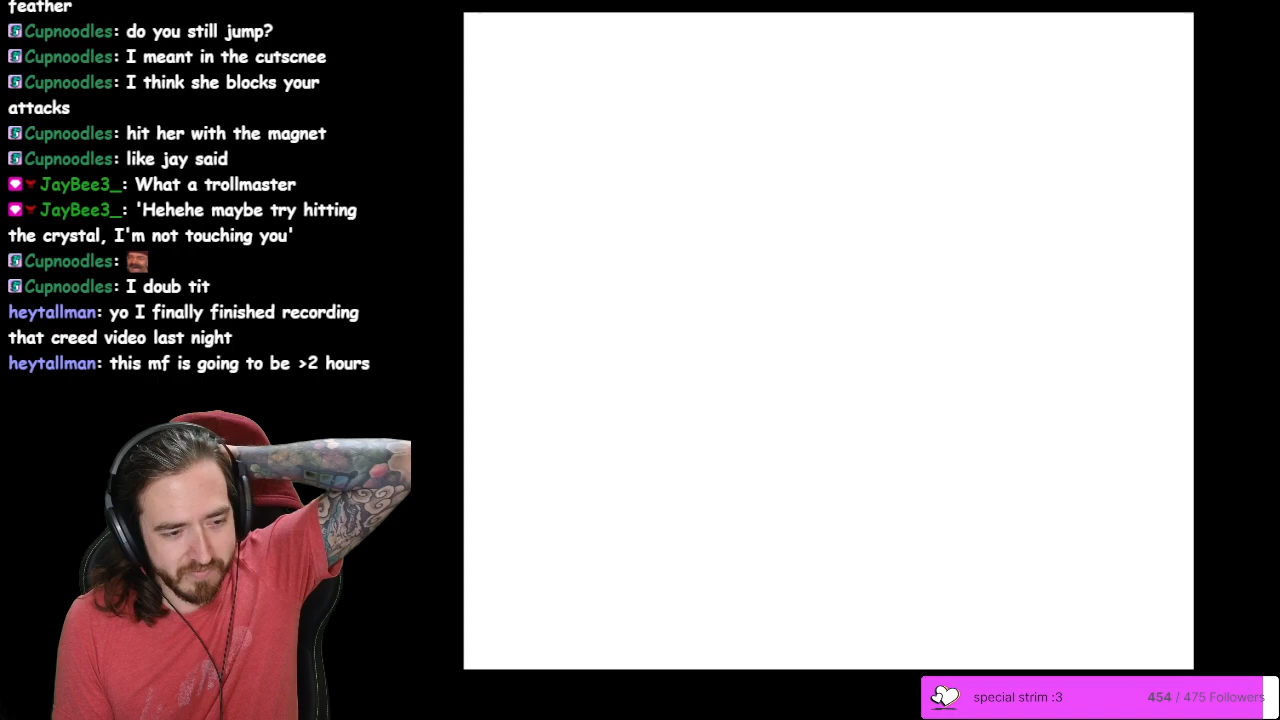 feather
Cupnoodles: do you still jump?
Cupnoodles: I meant in the cutscnee
Cupnoodles: I think she blocks your
attacks
Cupnoodles: hit her with the magnet
Cupnoodles: like jay said
JayBee3_: What a trollmaster
JayBee3_: 'Hehehe maybe try hitting
the crystal, I'm not touching you'
Cupnoodles:
Cupnoodles: I doub tit
heytallman: yo I finally finished recording
that creed video last night
heytallman: this mf is going to be >2 hours
special strim :3 454 / 475 Followers